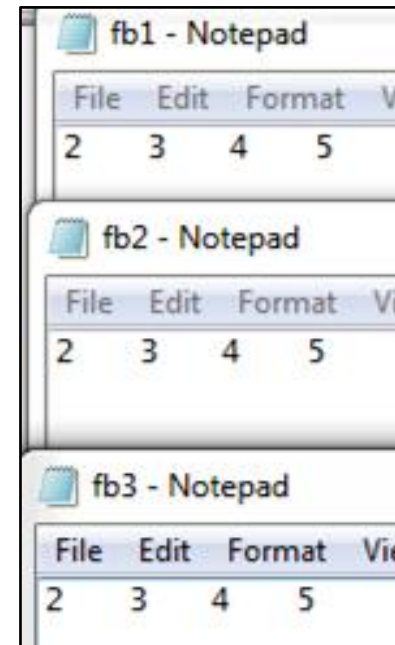 fb1 - Notepad
File Edit Format
2 3 4 5
fb2 - Notepad
File Edit Format
2 3 4 5
fb3 - Notepad
File Edit Format
2 3 4 5